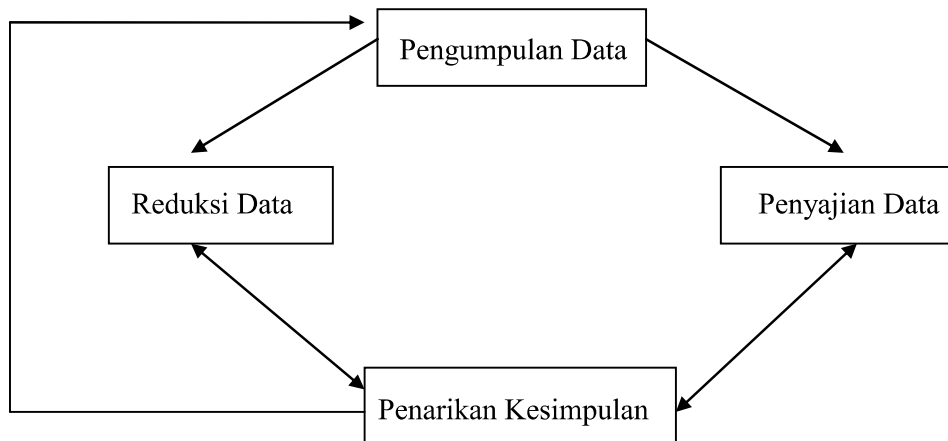 Pengumpulan Data
Reduksi Data
Penyajian Data
Penarikan Kesimpulan